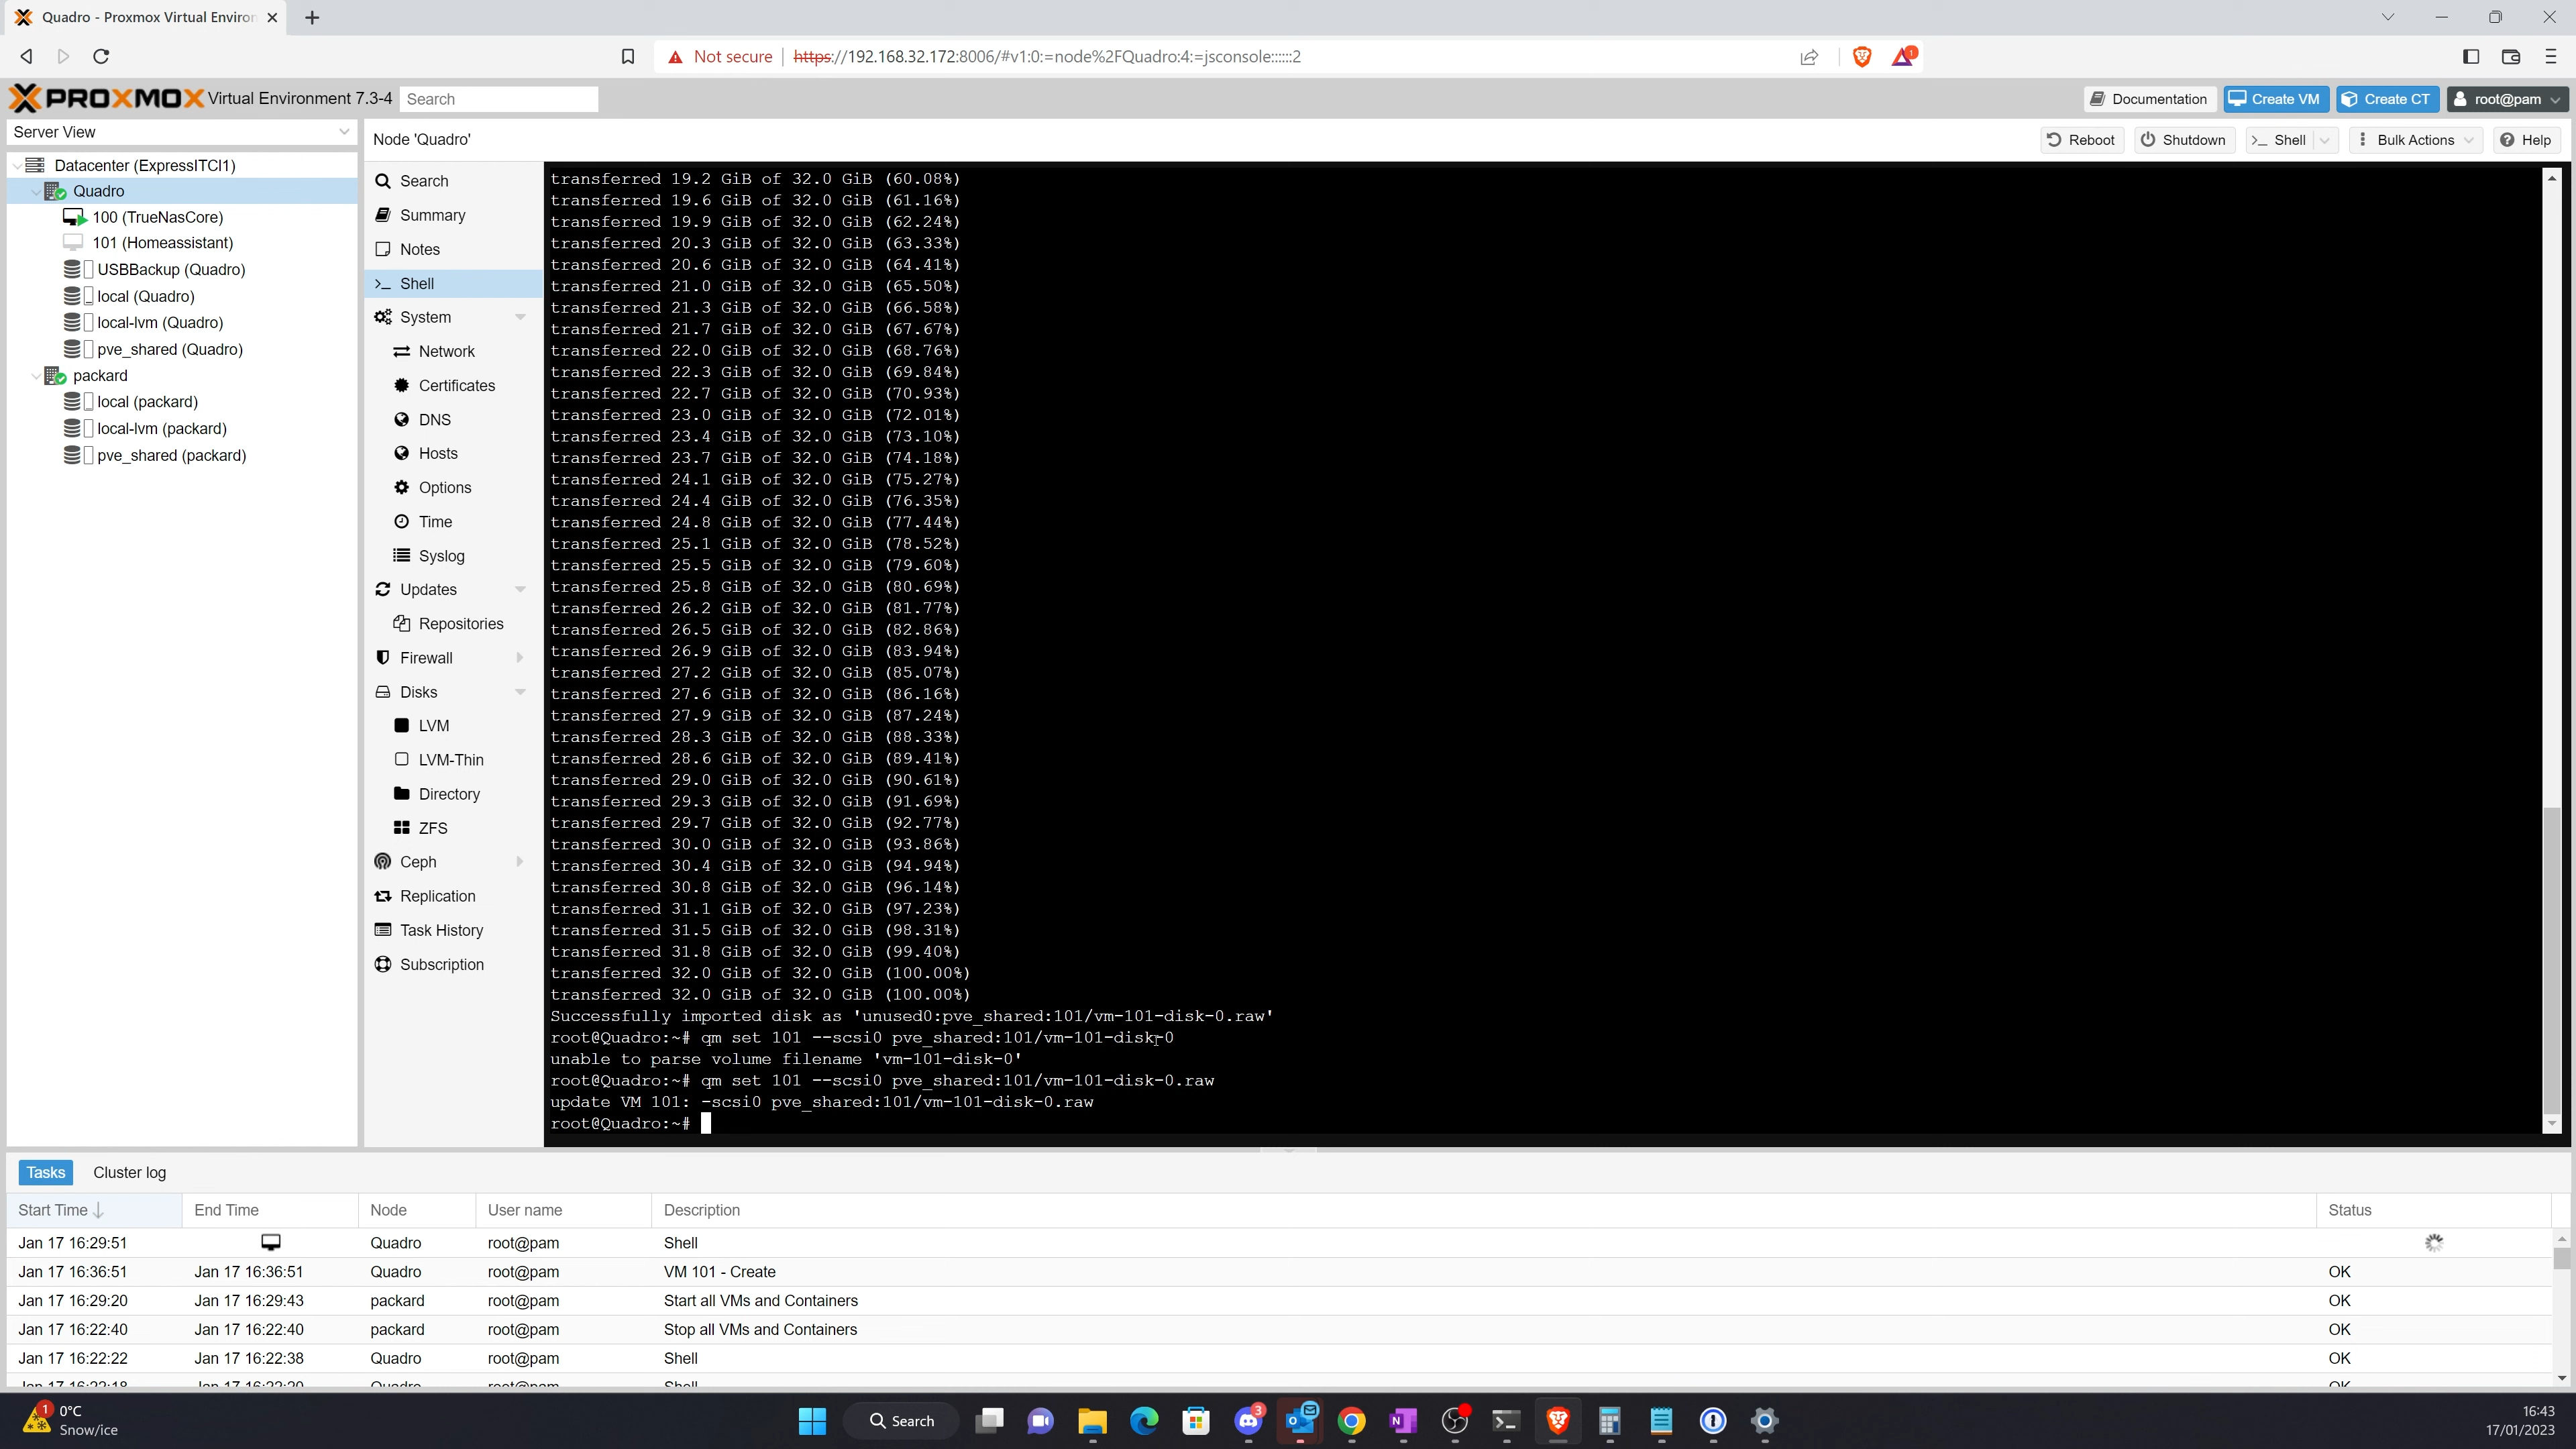 Quadro - Proxmox Virtual Environ
Not secure
https://192.168.32.172:8006/#v1:0:=node%2FQuadro:4:=jsconsole::::::2
1
PROXMOX Virtual Environment 7.3-4
Search
Documentation
Create VM
Create CT
root@pam
Server View
Node 'Quadro'
Reboot
Shutdown
Shell
Bulk Actions
Help
Datacenter (ExpressITCl1)
Quadro
100 (TrueNasCore)
101 (Homeassistant)
USBBackup (Quadro)
local (Quadro)
local-lvm (Quadro)
pve_shared (Quadro)
packard
local (packard)
local-lvm (packard)
pve_shared (packard)
Search
Summary
Notes
Shell
System
Network
Certificates
DNS
Hosts
Options
Time
Syslog
Updates
Repositories
Firewall
Disks
LVM
LVM-Thin
Directory
ZFS
Ceph
Replication
Task History
Subscription
transferred 19.2 GiB of 32.0 GiB (60.08%)
transferred 19.6 GiB of 32.0 GiB (61.16%)
transferred 19.9 GiB of 32.0 GiB (62.24%)
transferred 20.3 GiB of 32.0 GiB (63.33%)
transferred 20.6 GiB of 32.0 GiB (64.41%)
transferred 21.0 GiB of 32.0 GiB (65.50%)
transferred 21.3 GiB of 32.0 GiB (66.58%)
transferred 21.7 GiB of 32.0 GiB (67.67%)
transferred 22.0 GiB of 32.0 GiB (68.76%)
transferred 22.3 GiB of 32.0 GiB (69.84%)
transferred 22.7 GiB of 32.0 GiB (70.93%)
transferred 23.0 GiB of 32.0 GiB (72.01%)
transferred 23.4 GiB of 32.0 GiB (73.10%)
transferred 23.7 GiB of 32.0 GiB (74.18%)
transferred 24.1 GiB of 32.0 GiB (75.27%)
transferred 24.4 GiB of 32.0 GiB (76.35%)
transferred 24.8 GiB of 32.0 GiB (77.44%)
transferred 25.1 GiB of 32.0 GiB (78.52%)
transferred 25.5 GiB of 32.0 GiB (79.60%)
transferred 25.8 GiB of 32.0 GiB (80.69%)
transferred 26.2 GiB of 32.0 GiB (81.77%)
transferred 26.5 GiB of 32.0 GiB (82.86%)
transferred 26.9 GiB of 32.0 GiB (83.94%)
transferred 27.2 GiB of 32.0 GiB (85.07%)
transferred 27.6 GiB of 32.0 GiB (86.16%)
transferred 27.9 GiB of 32.0 GiB (87.24%)
transferred 28.3 GiB of 32.0 GiB (88.33%)
transferred 28.6 GiB of 32.0 GiB (89.41%)
transferred 29.0 GiB of 32.0 GiB (90.61%)
transferred 29.3 GiB of 32.0 GiB (91.69%)
transferred 29.7 GiB of 32.0 GiB (92.77%)
transferred 30.0 GiB of 32.0 GiB (93.86%)
transferred 30.4 GiB of 32.0 GiB (94.94%)
transferred 30.8 GiB of 32.0 GiB (96.14%)
transferred 31.1 GiB of 32.0 GiB (97.23%)
transferred 31.5 GiB of 32.0 GiB (98.31%)
transferred 31.8 GiB of 32.0 GiB (99.40%)
transferred 32.0 GiB of 32.0 GiB (100.00%)
transferred 32.0 GiB of 32.0 GiB (100.00%)
Successfully imported disk as 'unused0:pve_shared:101/vm-101-disk-0.raw'
root@Quadro:~# qm set 101 --scsi0 pve_shared:101/vm-101-disk-0
unable to parse volume filename 'vm-101-disk-0'
root@Quadro:~# qm set 101 --scsi0 pve_shared:101/vm-101-disk-0.raw
update VM 101: -scsi0 pve_shared:101/vm-101-disk-0.raw
root@Quadro:~#
Tasks
Cluster log
Start Time End Time Node User name Description Status
Jan 17 16:29:51 Quadro root@pam Shell
Jan 17 16:36:51 Jan 17 16:36:51 Quadro root@pam VM 101 - Create OK
Jan 17 16:29:20 Jan 17 16:29:43 packard root@pam Start all VMs and Containers OK
Jan 17 16:22:40 Jan 17 16:22:40 packard root@pam Stop all VMs and Containers OK
Jan 17 16:22:22 Jan 17 16:22:38 Quadro root@pam Shell OK
Jan 17 16:22:18 Jan 17 16:22:20 Quadro root@pam Shell OK
1
0°C
Snow/ice
Search
3
16:43
17/01/2023